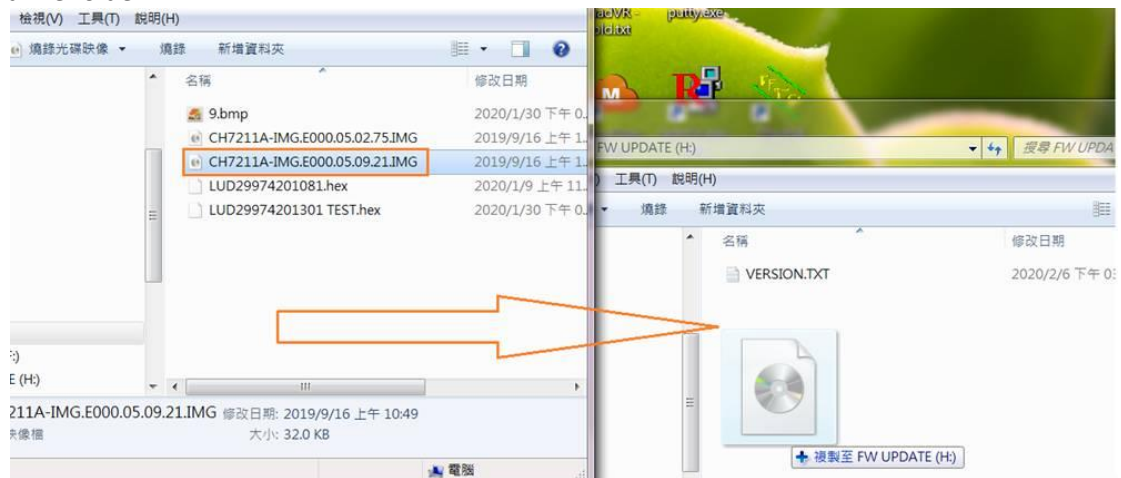 檢視(V) 工具(T) 說明(H)
燒錄光碟映像 燒錄 新增資料夾
名稱 修改日期
9.bmp 2020/1/30 下午 0
CH7211A-IMG.E000.05.02.75.IMG 2019/9/16 上午 1
CH7211A-IMG.E000.05.09.21.IMG 2019/9/16 上午 1
LUD29974201081.hex 2020/1/9 上午 11
LUD29974201301 TEST.hex 2020/1/30 下午 0
E (H:)
211A-IMG.E000.05.09.21.IMG 修改日期: 2019/9/16 上午 10:49
映像檔 大小: 32.0 KB
電腦
putty.exe
FW UPDATE (H:) 搜尋 FW UPDA
工具(T) 說明(H)
燒錄 新增資料夾
名稱 修改日期
VERSION.TXT 2020/2/6 下午 03
複製至 FW UPDATE (H:)